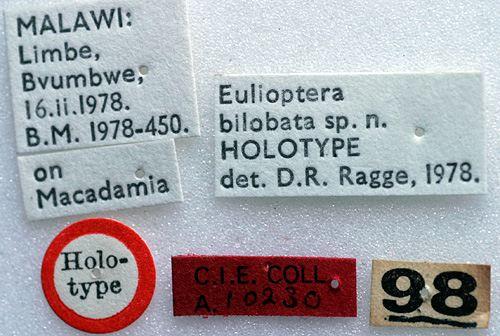 MALAWI:
Limbe,
Bvumbwe,
16.ii.1978.
B.M. 1978-450.
on
Macadamia
Eulioptera
bilobata sp. n.
HOLOTYPE
det. D.R. Ragge, 1978.
Holo-
type
C.I.E. COLL.
A. 10230
98